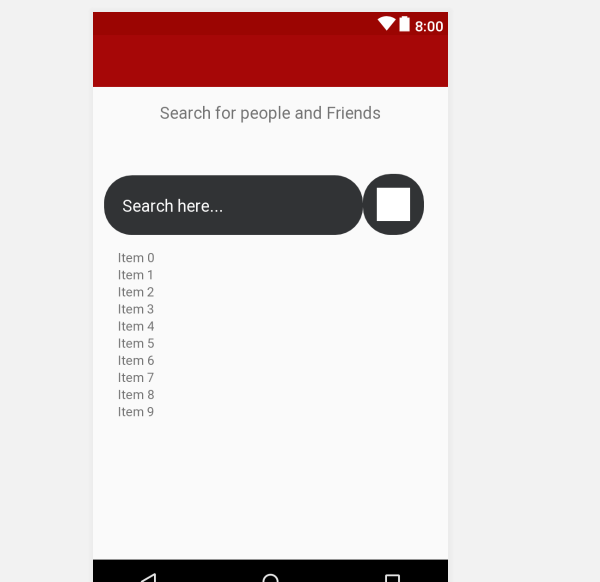 8:00
Search for people and Friends
Search here...
Item 0
Item 1
Item 2
Item 3
Item 4
Item 5
Item 6
Item 7
Item 8
Item 9